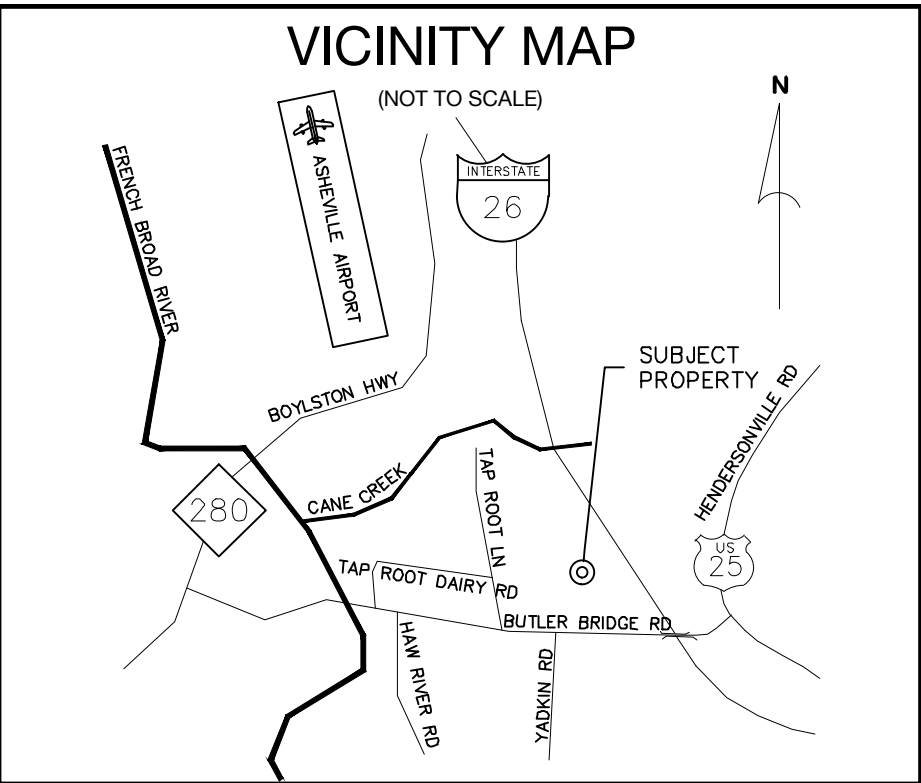 VICINITY MAP
(NOT TO SCALE)
N
INTERSTATE
26
FRENCH BROAD RIVER
ASHEVILLE AIRPORT
SUBJECT
PROPERTY
BOYLSTON HWY
HENDERSONVILLE RD
280
CANE CREEK
TAP ROOT LN
US
25
TAP ROOT DAIRY RD
BUTLER BRIDGE RD
HAW RIVER RD
YADKIN RD